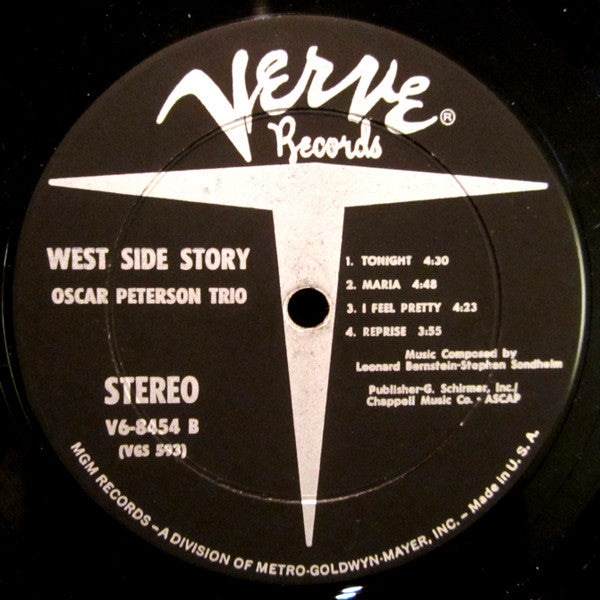 Verve®
Records
WEST SIDE STORY
OSCAR PETERSON TRIO
1. TONIGHT 4:30
2. MARIA 4:48
3. I FEEL PRETTY 4:23
4. REPRISE 3:55
Music Composed by
Leonard Bernstein-Stephen Sondheim
Publisher-G. Schirmer, Inc./
Chappell Music Co. • ASCAP
STEREO
V6-8454 B
(VGS 593)
MGM RECORDS – A DIVISION OF METRO-GOLDWYN-MAYER, INC. – Made in U. S. A.